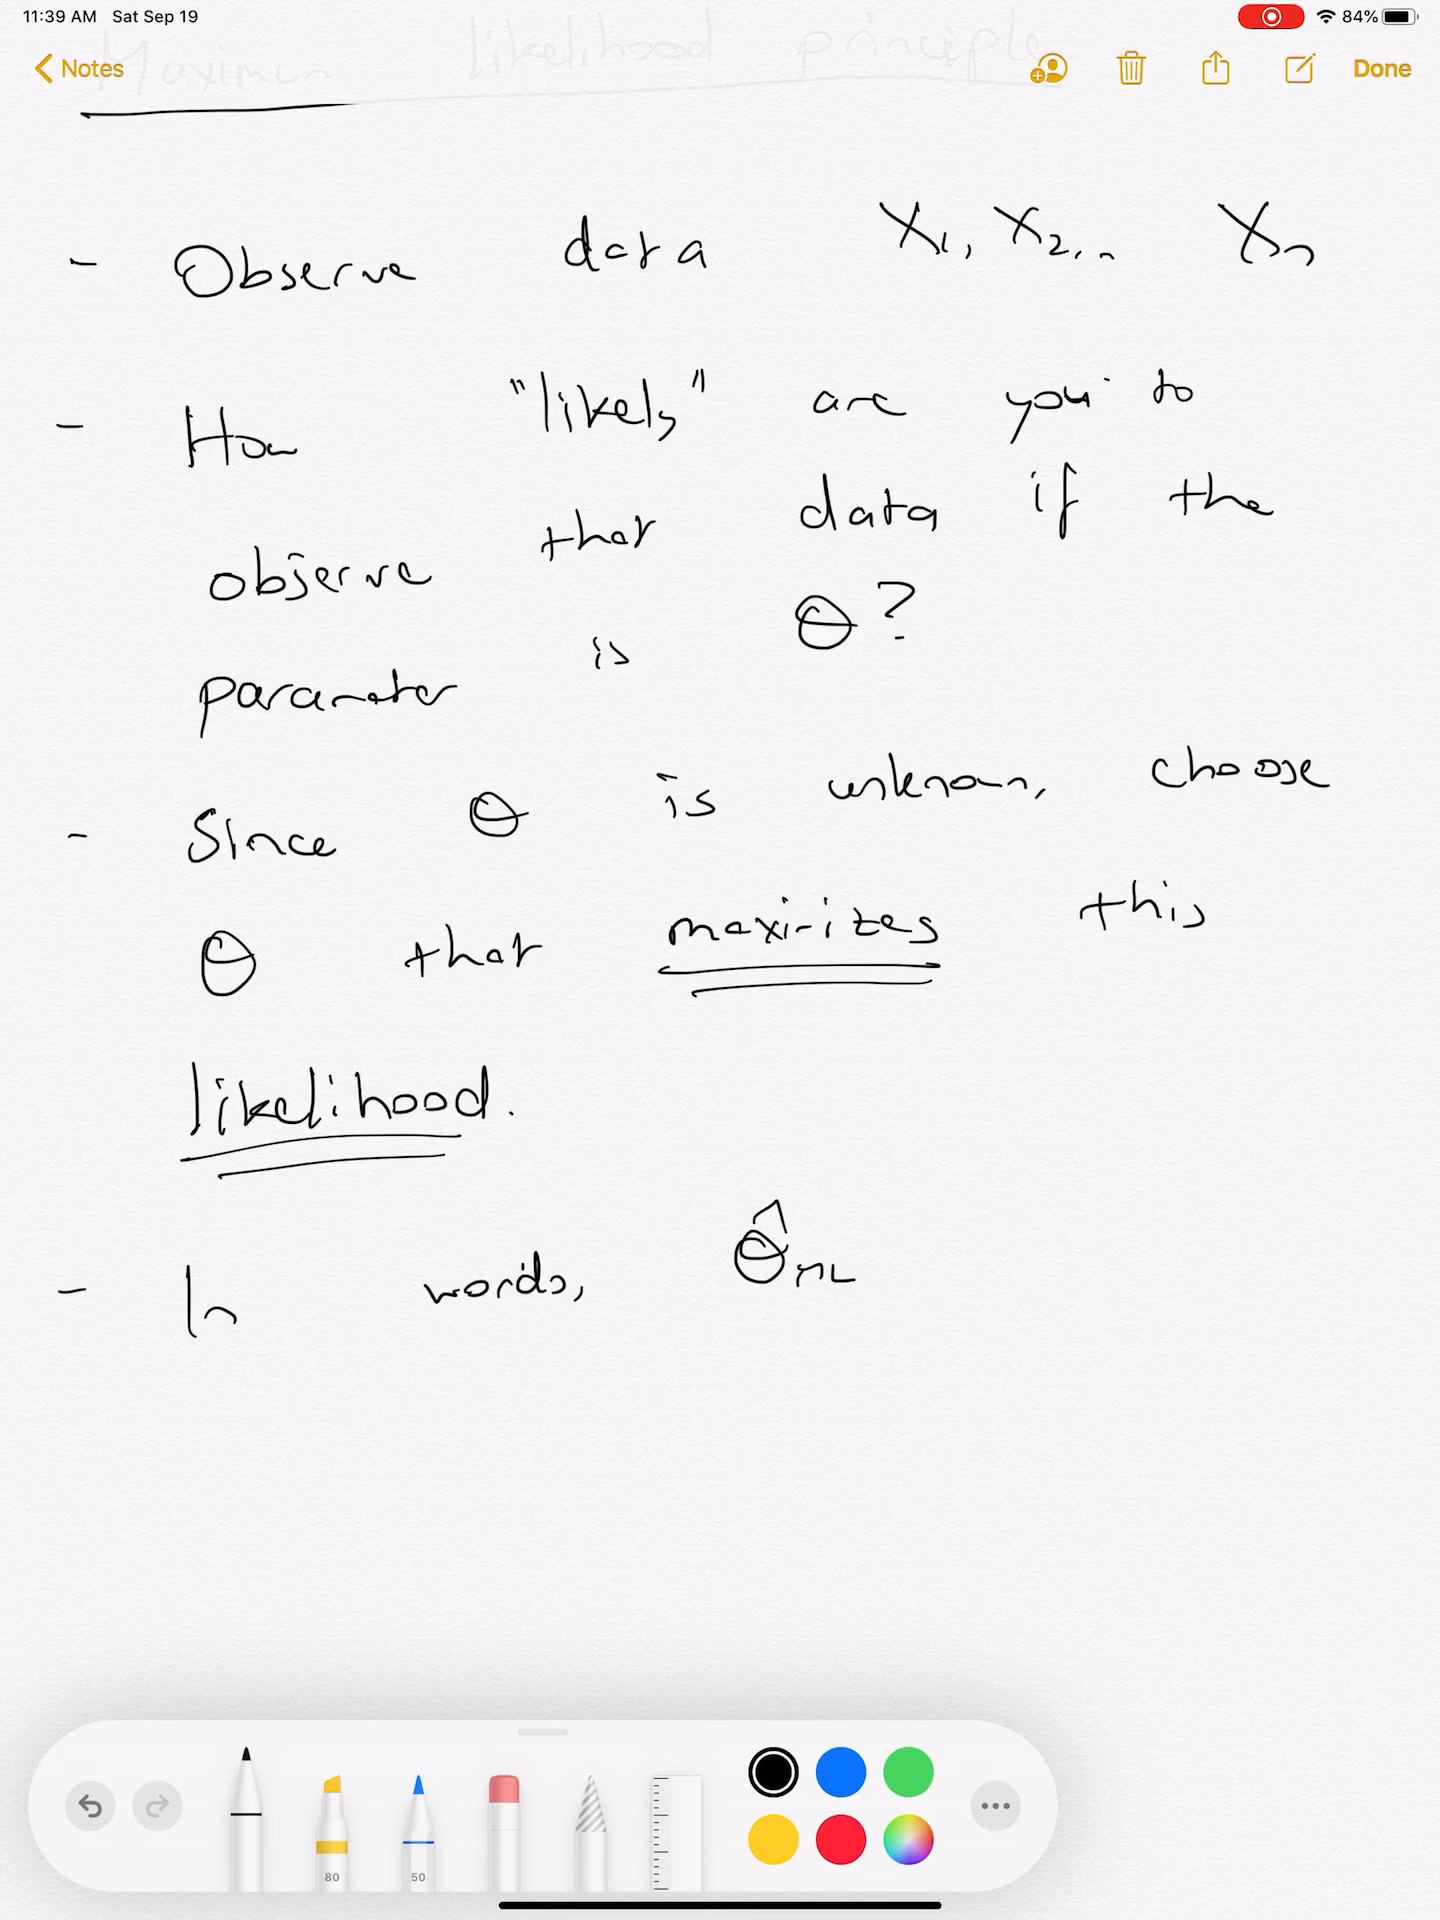 11:39 AM Sat Sep 19
84%
Maximum likelihood principle
Notes
Done
- Observe data X₁, X₂,.. Xₙ
- How "likely" are you to
observe that data if the
parameter is θ?
- Since θ is unknown, choose
θ that maximizes this
likelihood.
- In words, θ̂ML
80
50